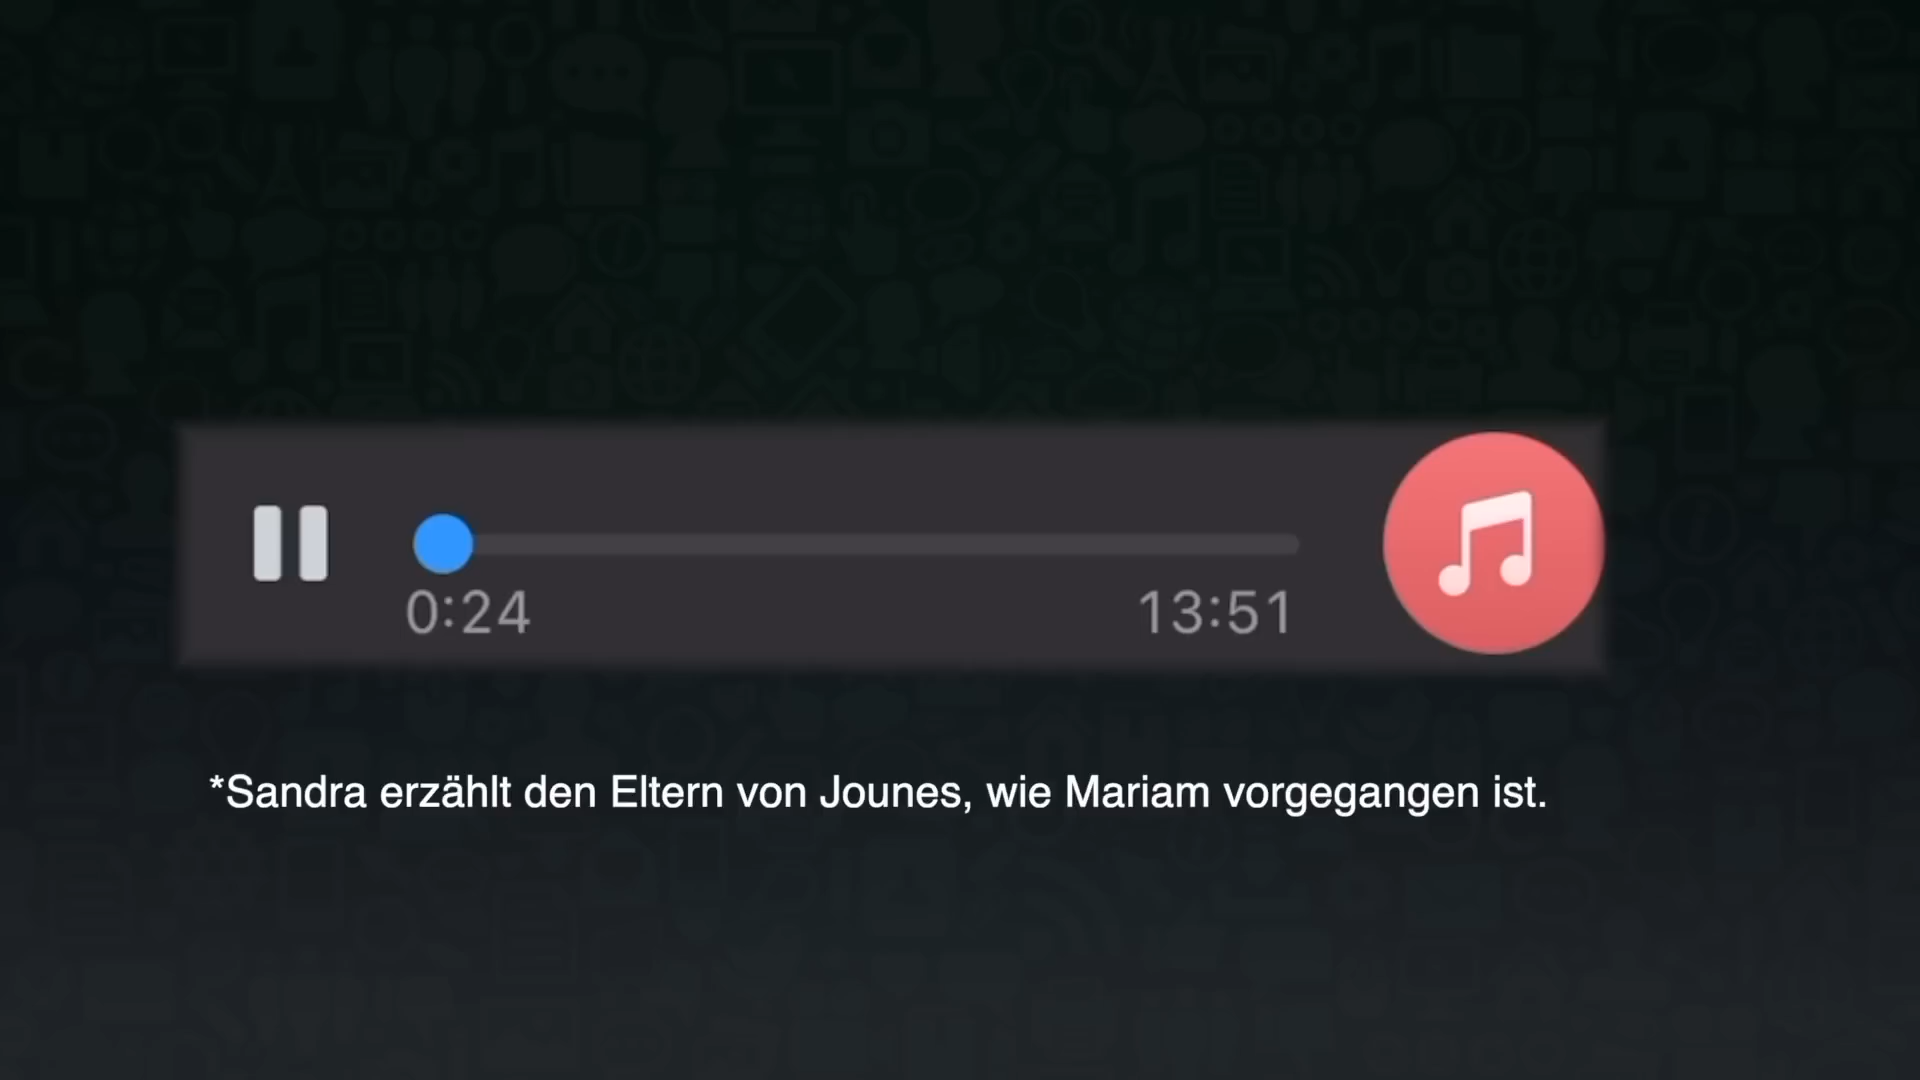 0:24 13:51
*Sandra erzählt den Eltern von Jounes, wie Mariam vorgegangen ist.